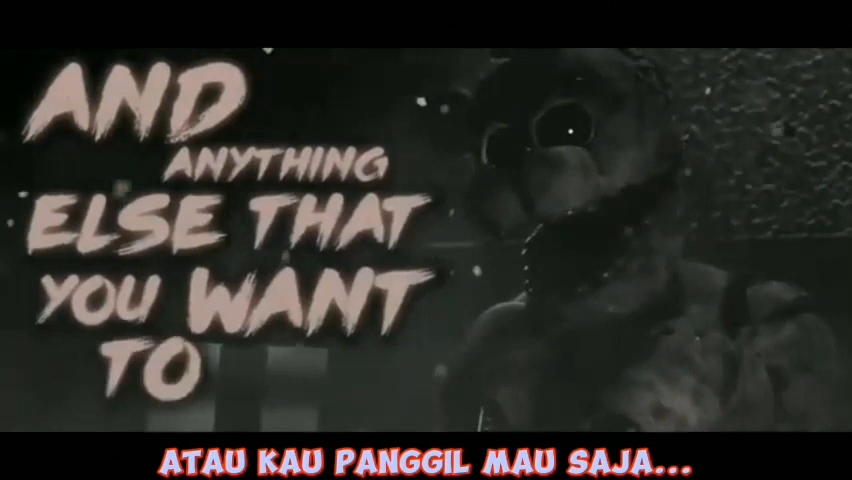 AND
ANYTHING
ELSE THAT
YOU WANT
TO
ATAU KAU PANGGIL MAU SAJA...